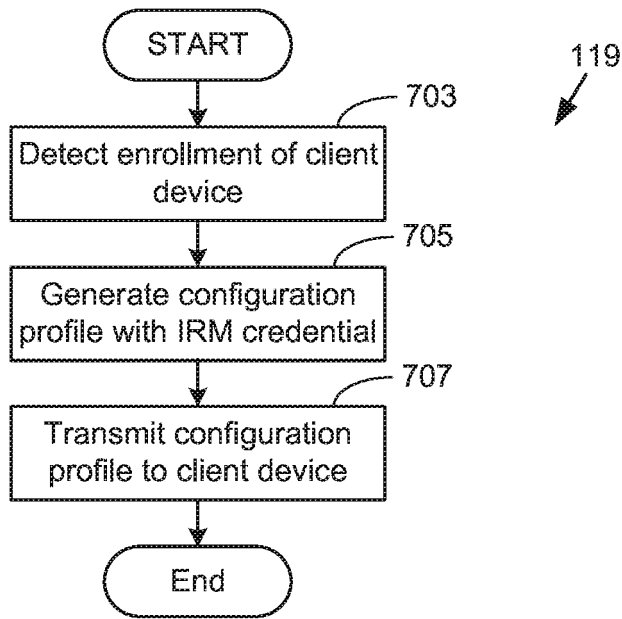 START
119
703
Detect enrollment of client
device
705
Generate configuration
profile with IRM credential
707
Transmit configuration
profile to client device
End